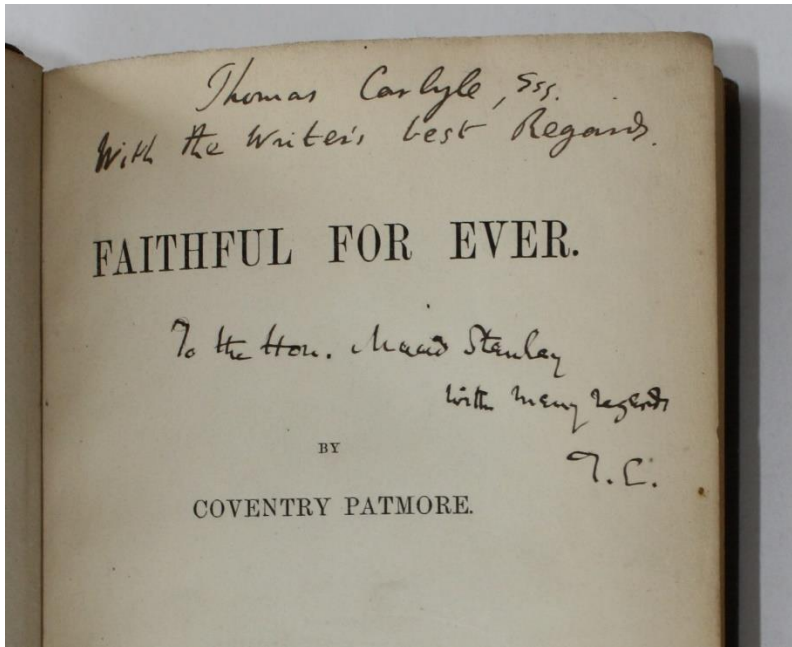 Thomas Carlyle, Esq.
With the Writer's best Regards.
FAITHFUL FOR EVER.
To the Hon. Maud Stanley
with many regards
T.C.
BY
COVENTRY PATMORE.